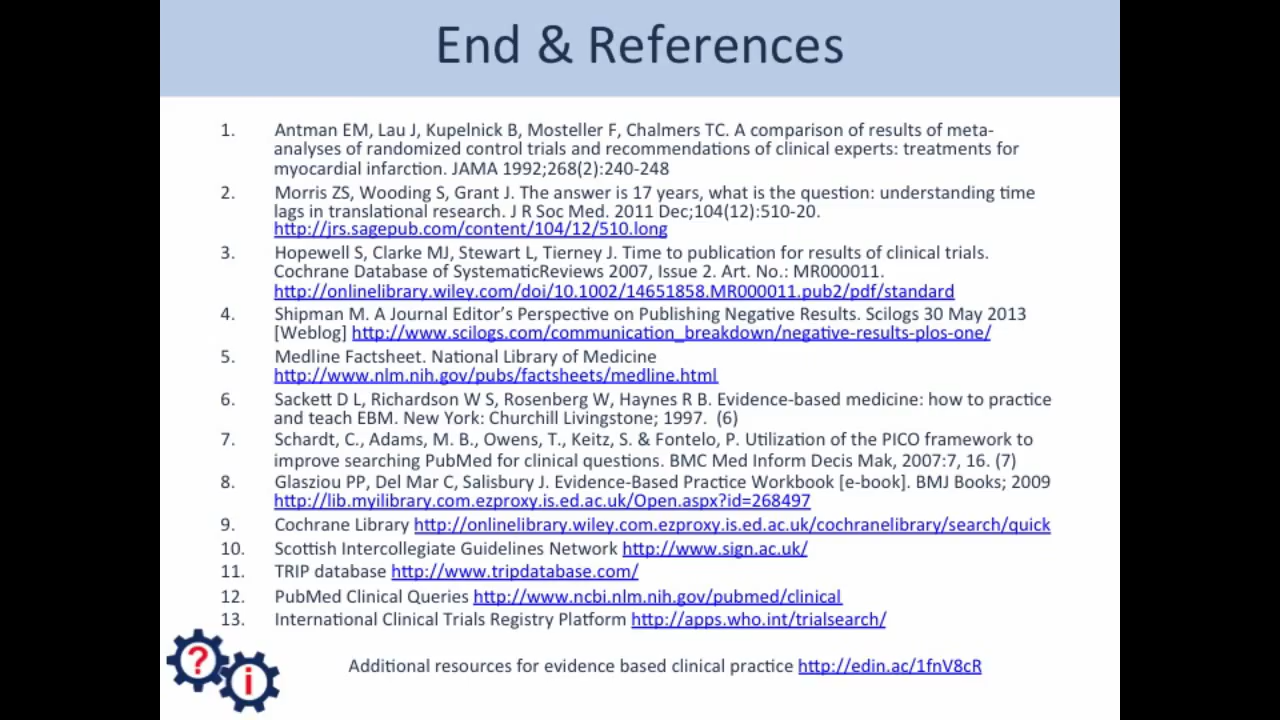 End & References
1. Antman EM, Lau J, Kupelnick B, Mosteller F, Chalmers TC. A comparison of results of meta-
analyses of randomized control trials and recommendations of clinical experts: treatments for
myocardial infarction. JAMA 1992;268(2):240-248
2. Morris ZS, Wooding S, Grant J. The answer is 17 years, what is the question: understanding time
lags in translational research. J R Soc Med. 2011 Dec;104(12):510-20.
http://jrs.sagepub.com/content/104/12/510.long
3. Hopewell S, Clarke MJ, Stewart L, Tierney J. Time to publication for results of clinical trials.
Cochrane Database of SystematicReviews 2007, Issue 2. Art. No.: MR000011.
http://onlinelibrary.wiley.com/doi/10.1002/14651858.MR000011.pub2/pdf/standard
4. Shipman M. A Journal Editor’s Perspective on Publishing Negative Results. Scilogs 30 May 2013
[Weblog] http://www.scilogs.com/communication_breakdown/negative-results-plos-one/
5. Medline Factsheet. National Library of Medicine
http://www.nlm.nih.gov/pubs/factsheets/medline.html
6. Sackett D L, Richardson W S, Rosenberg W, Haynes R B. Evidence-based medicine: how to practice
and teach EBM. New York: Churchill Livingstone; 1997. (6)
7. Schardt, C., Adams, M. B., Owens, T., Keitz, S. & Fontelo, P. Utilization of the PICO framework to
improve searching PubMed for clinical questions. BMC Med Inform Decis Mak, 2007:7, 16. (7)
8. Glasziou PP, Del Mar C, Salisbury J. Evidence-Based Practice Workbook [e-book]. BMJ Books; 2009
http://lib.myilibrary.com.ezproxy.is.ed.ac.uk/Open.aspx?id=268497
9. Cochrane Library http://onlinelibrary.wiley.com.ezproxy.is.ed.ac.uk/cochranelibrary/search/quick
10. Scottish Intercollegiate Guidelines Network http://www.sign.ac.uk/
11. TRIP database http://www.tripdatabase.com/
12. PubMed Clinical Queries http://www.ncbi.nlm.nih.gov/pubmed/clinical
13. International Clinical Trials Registry Platform http://apps.who.int/trialsearch/
? i
Additional resources for evidence based clinical practice http://edin.ac/1fnV8cR